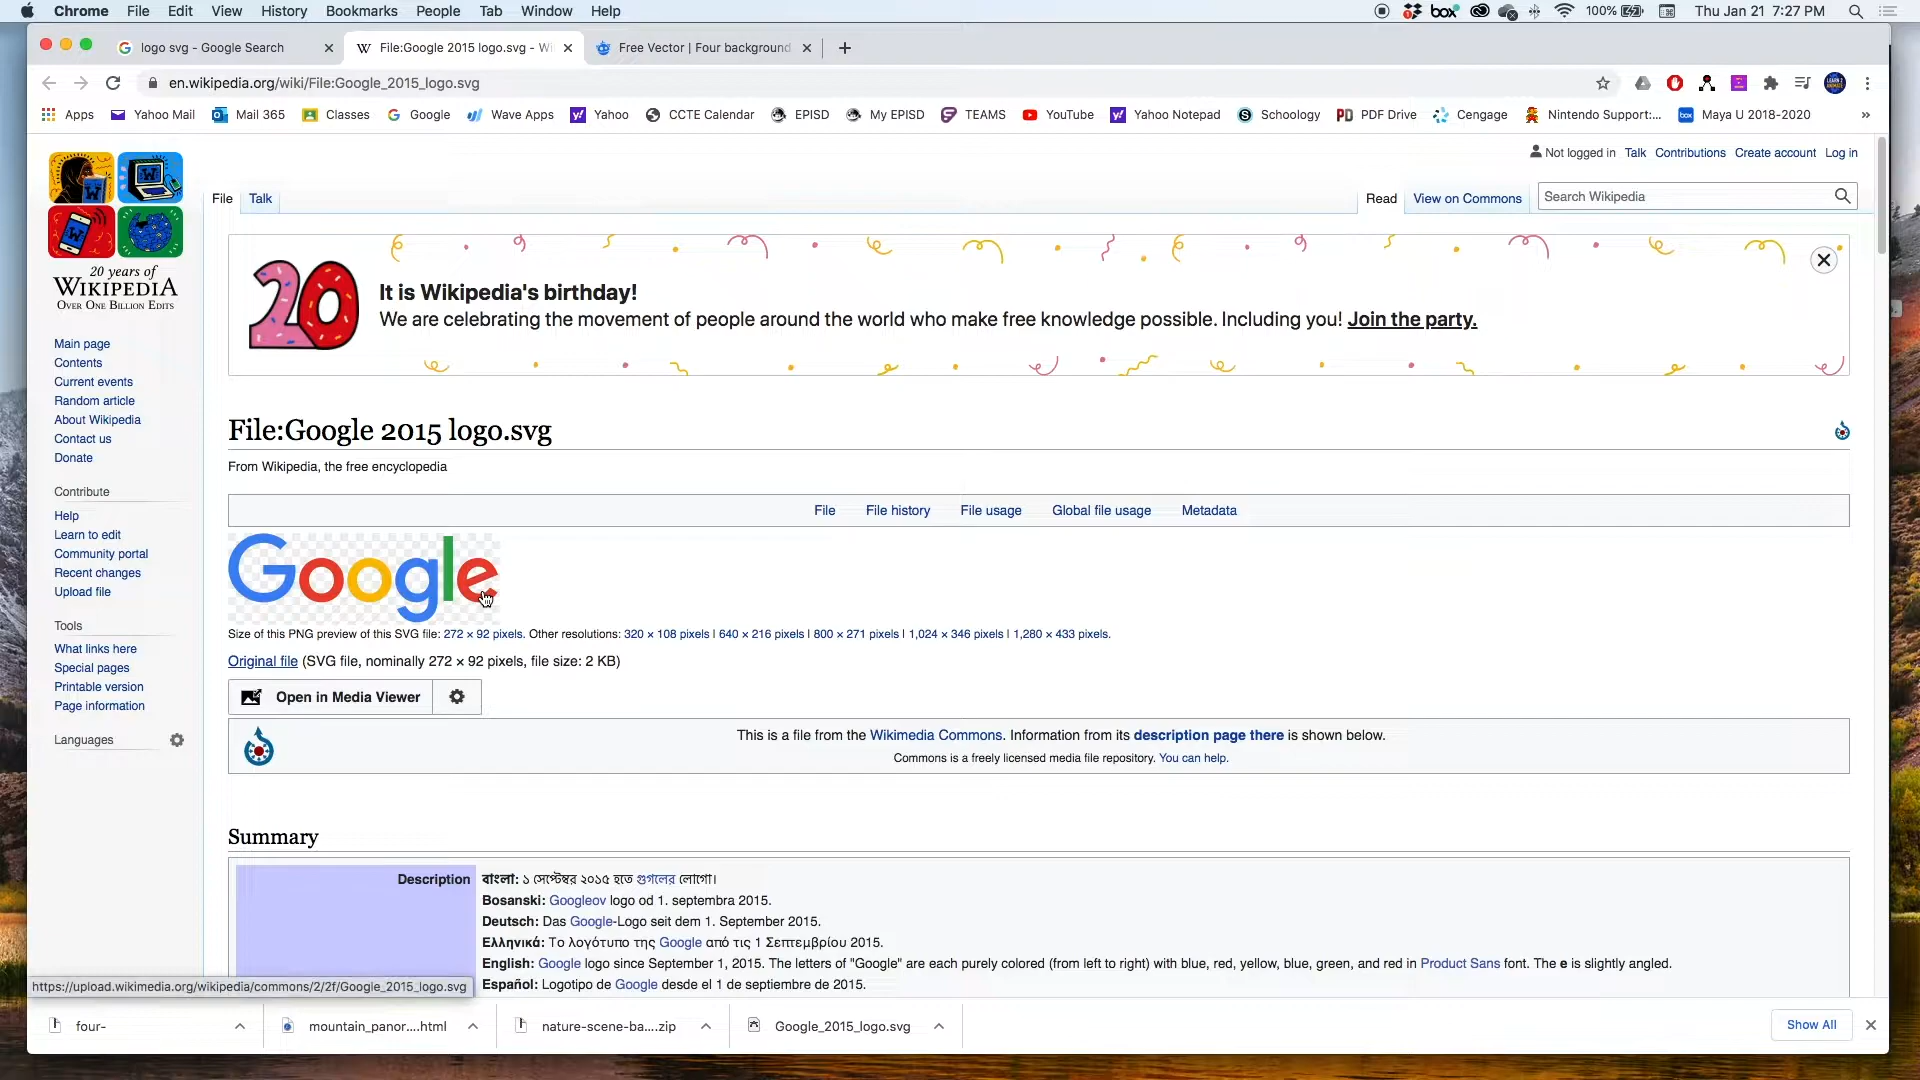 Chrome File Edit View History Bookmarks People Tab Window Help
box 100% Thu Jan 21 7:27 PM
logo svg - Google Search
File:Google 2015 logo.svg - Wi
Free Vector | Four background
en.wikipedia.org/wiki/File:Google_2015_logo.svg
Apps Yahoo Mail Mail 365 Classes Google Wave Apps Yahoo CCTE Calendar EPISD My EPISD TEAMS YouTube Yahoo Notepad Schoology PDF Drive Cengage Nintendo Support:... Maya U 2018-2020 »
Not logged in Talk Contributions Create account Log in
File Talk Read View on Commons Search Wikipedia
20
It is Wikipedia's birthday!
We are celebrating the movement of people around the world who make free knowledge possible. Including you! Join the party.
20 years of
WIKIPEDIA
OVER ONE BILLION EDITS
Main page
Contents
Current events
Random article
About Wikipedia
Contact us
Donate
Contribute
Help
Learn to edit
Community portal
Recent changes
Upload file
Tools
What links here
Special pages
Printable version
Page information
Languages
File:Google 2015 logo.svg
From Wikipedia, the free encyclopedia
File File history File usage Global file usage Metadata
Google
Size of this PNG preview of this SVG file: 272 × 92 pixels. Other resolutions: 320 × 108 pixels | 640 × 216 pixels | 800 × 271 pixels | 1,024 × 346 pixels | 1,280 × 433 pixels.
Original file (SVG file, nominally 272 × 92 pixels, file size: 2 KB)
Open in Media Viewer
This is a file from the Wikimedia Commons. Information from its description page there is shown below.
Commons is a freely licensed media file repository. You can help.
Summary
Description
বাংলা: ১ সেপ্টেম্বর ২০১৫ হতে গুগলের লোগো।
Bosanski: Googleov logo od 1. septembra 2015.
Deutsch: Das Google-Logo seit dem 1. September 2015.
Ελληνικά: Το λογότυπο της Google από τις 1 Σεπτεμβρίου 2015.
English: Google logo since September 1, 2015. The letters of "Google" are each purely colored (from left to right) with blue, red, yellow, blue, green, and red in Product Sans font. The e is slightly angled.
Español: Logotipo de Google desde el 1 de septiembre de 2015.
https://upload.wikimedia.org/wikipedia/commons/2/2f/Google_2015_logo.svg
four-
mountain_panor....html
nature-scene-ba....zip
Google_2015_logo.svg
Show All